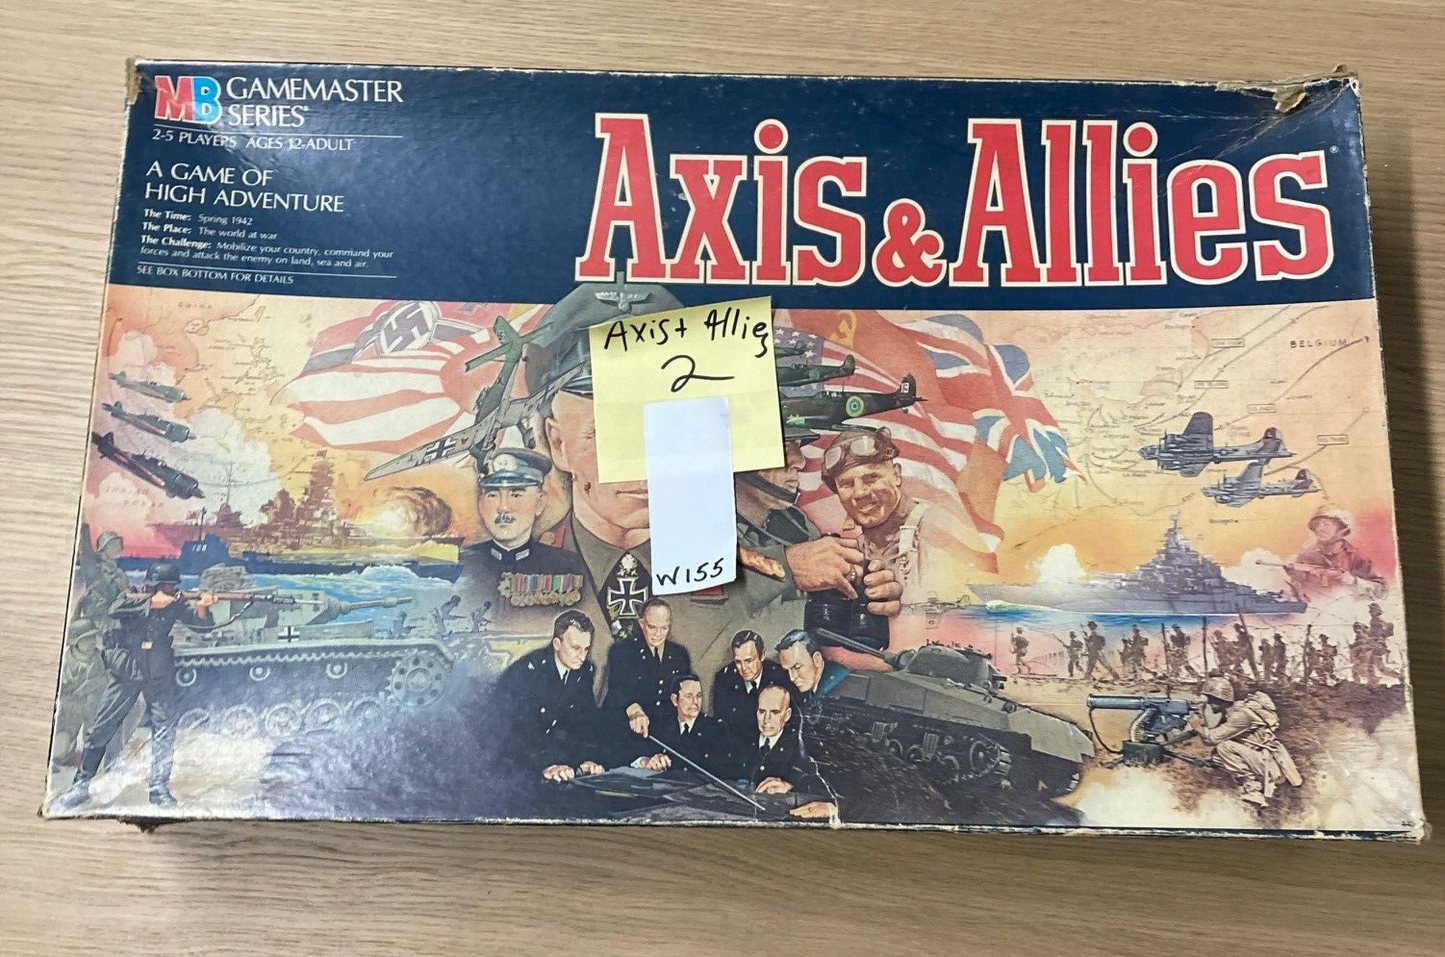 MB GAMEMASTER
SERIES®
2-5 PLAYERS AGES 12-ADULT
A GAME OF
HIGH ADVENTURE
The Time: Spring 1942
The Place: The world at war
The Challenge: Mobilize your country, command your
forces and attack the enemy on land, sea and air.
SEE BOX BOTTOM FOR DETAILS
Axis & Allies®
CHINA
BELGIUM
Axis + Allies
2
W155